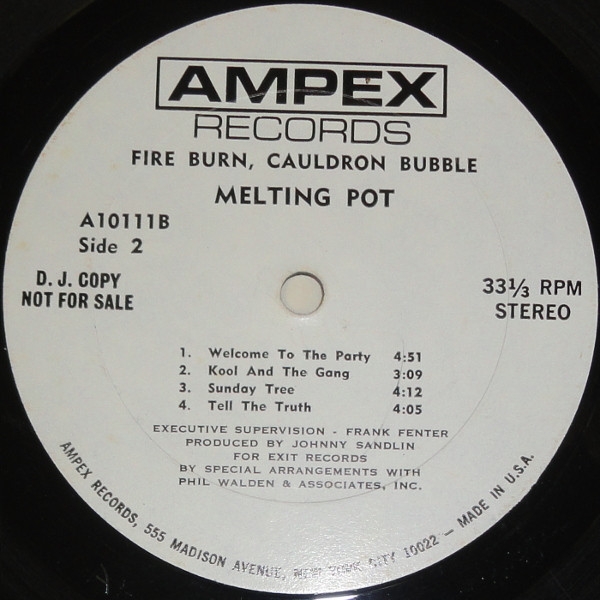 AMPEX
RECORDS
FIRE BURN, CAULDRON BUBBLE
MELTING POT
A10111B
Side 2
D. J. COPY
NOT FOR SALE
33 1/3 RPM
STEREO
1. Welcome To The Party 4:51
2. Kool And The Gang 3:09
3. Sunday Tree 4:12
4. Tell The Truth 4:05
EXECUTIVE SUPERVISION - FRANK FENTER
PRODUCED BY JOHNNY SANDLIN
FOR EXIT RECORDS
BY SPECIAL ARRANGEMENTS WITH
PHIL WALDEN & ASSOCIATES, INC.
AMPEX RECORDS, 555 MADISON AVENUE, NEW YORK CITY 10022 – MADE IN U.S.A.